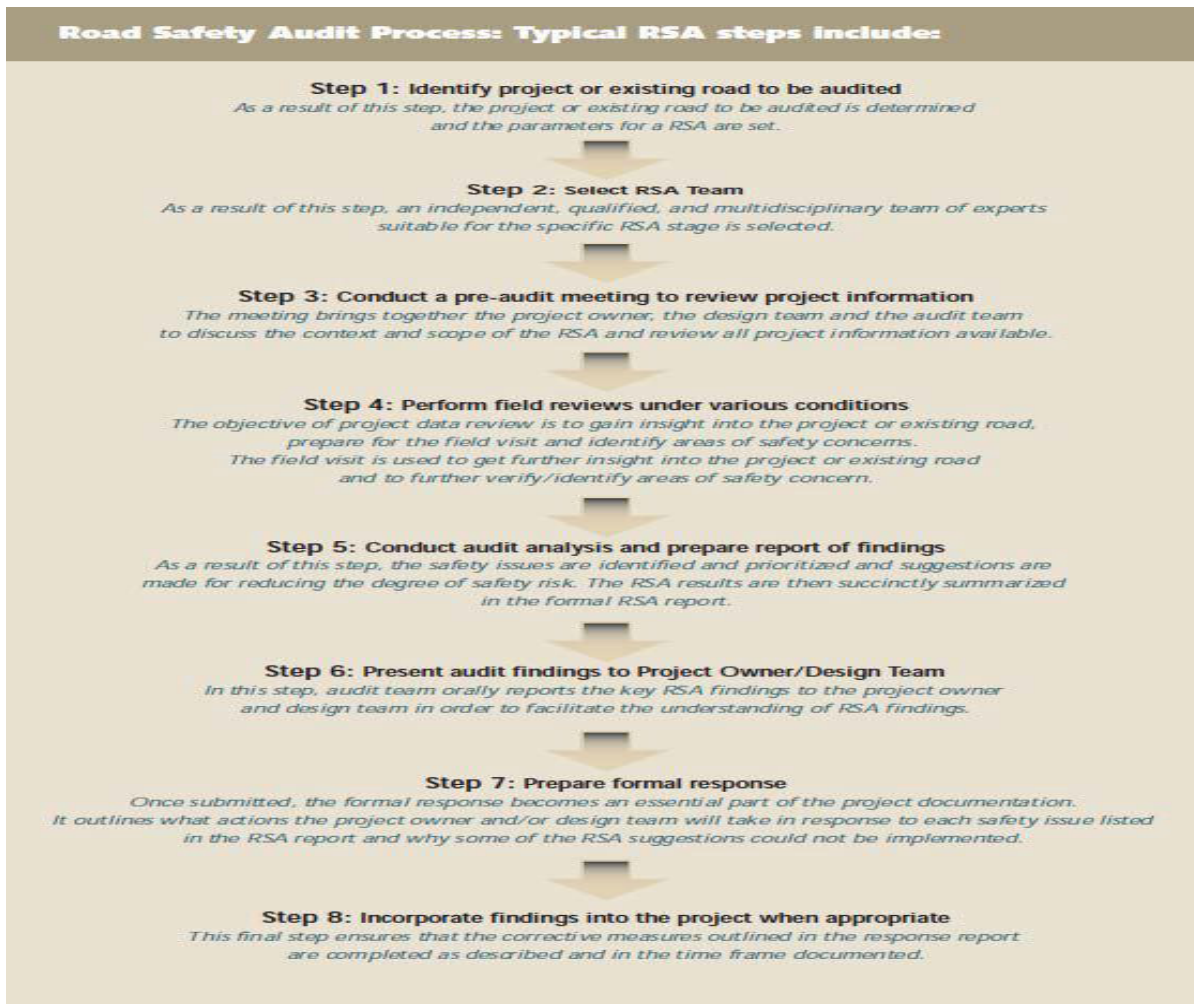 Road Safety Audit Process: Typical RSA steps include:
Step 1: Identify project or existing road to be audited
As a result of this step, the project or existing road to be audited is determined
and the parameters for a RSA are set.
Step 2: Select RSA Team
As a result of this step, an independent, qualified, and multidisciplinary team of experts
suitable for the specific RSA stage is selected.
Step 3: Conduct a pre-audit meeting to review project information
The meeting brings together the project owner, the design team and the audit team
to discuss the context and scope of the RSA and review all project information available.
Step 4: Perform field reviews under various conditions
The objective of project data review is to gain insight into the project or existing road,
prepare for the field visit and identify areas of safety concerns.
The field visit is used to get further insight into the project or existing road
and to further verify/identify areas of safety concern.
Step 5: Conduct audit analysis and prepare report of findings
As a result of this step, the safety issues are identified and prioritized and suggestions are
made for reducing the degree of safety risk. The RSA results are then succinctly summarized
in the formal RSA report.
Step 6: Present audit findings to Project Owner/Design Team
In this step, audit team orally reports the key RSA findings to the project owner
and design team in order to facilitate the understanding of RSA findings.
Step 7: Prepare formal response
Once submitted, the formal response becomes an essential part of the project documentation.
It outlines what actions the project owner and/or design team will take in response to each safety issue listed
in the RSA report and why some of the RSA suggestions could not be implemented.
Step 8: Incorporate findings into the project when appropriate
This final step ensures that the corrective measures outlined in the response report
are completed as described and in the time frame documented.